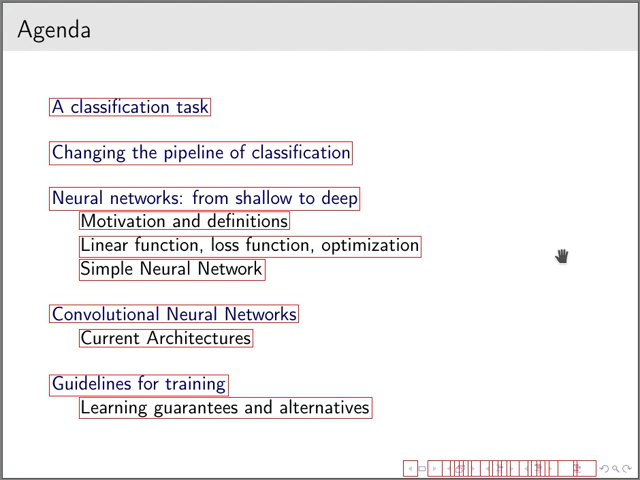 Agenda
A classification task
Changing the pipeline of classification
Neural networks: from shallow to deep
Motivation and definitions
Linear function, loss function, optimization
Simple Neural Network
Convolutional Neural Networks
Current Architectures
Guidelines for training
Learning guarantees and alternatives